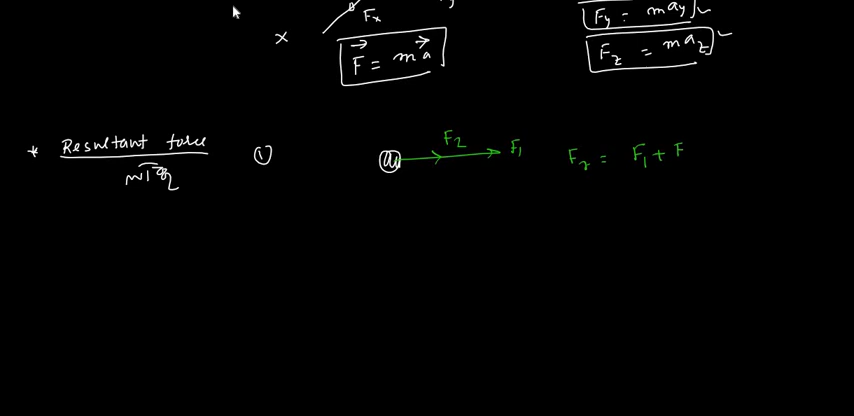 Fx
Fy = may
F⃗ = ma⃗
Fz = maz
* Resultant force
①
F2
F1
Fr = F1 + F